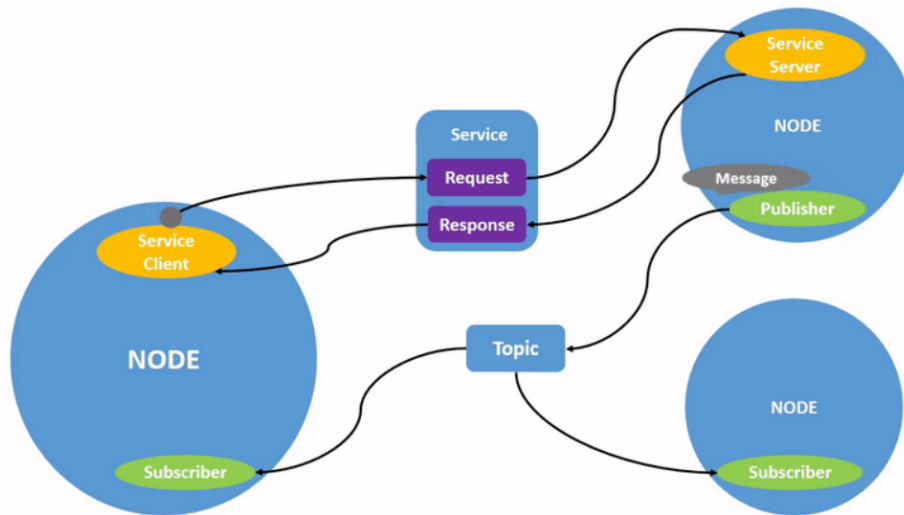 Service
Server
NODE
Message
Publisher
Service
Request
Response
Service
Client
NODE
Subscriber
Topic
NODE
Subscriber